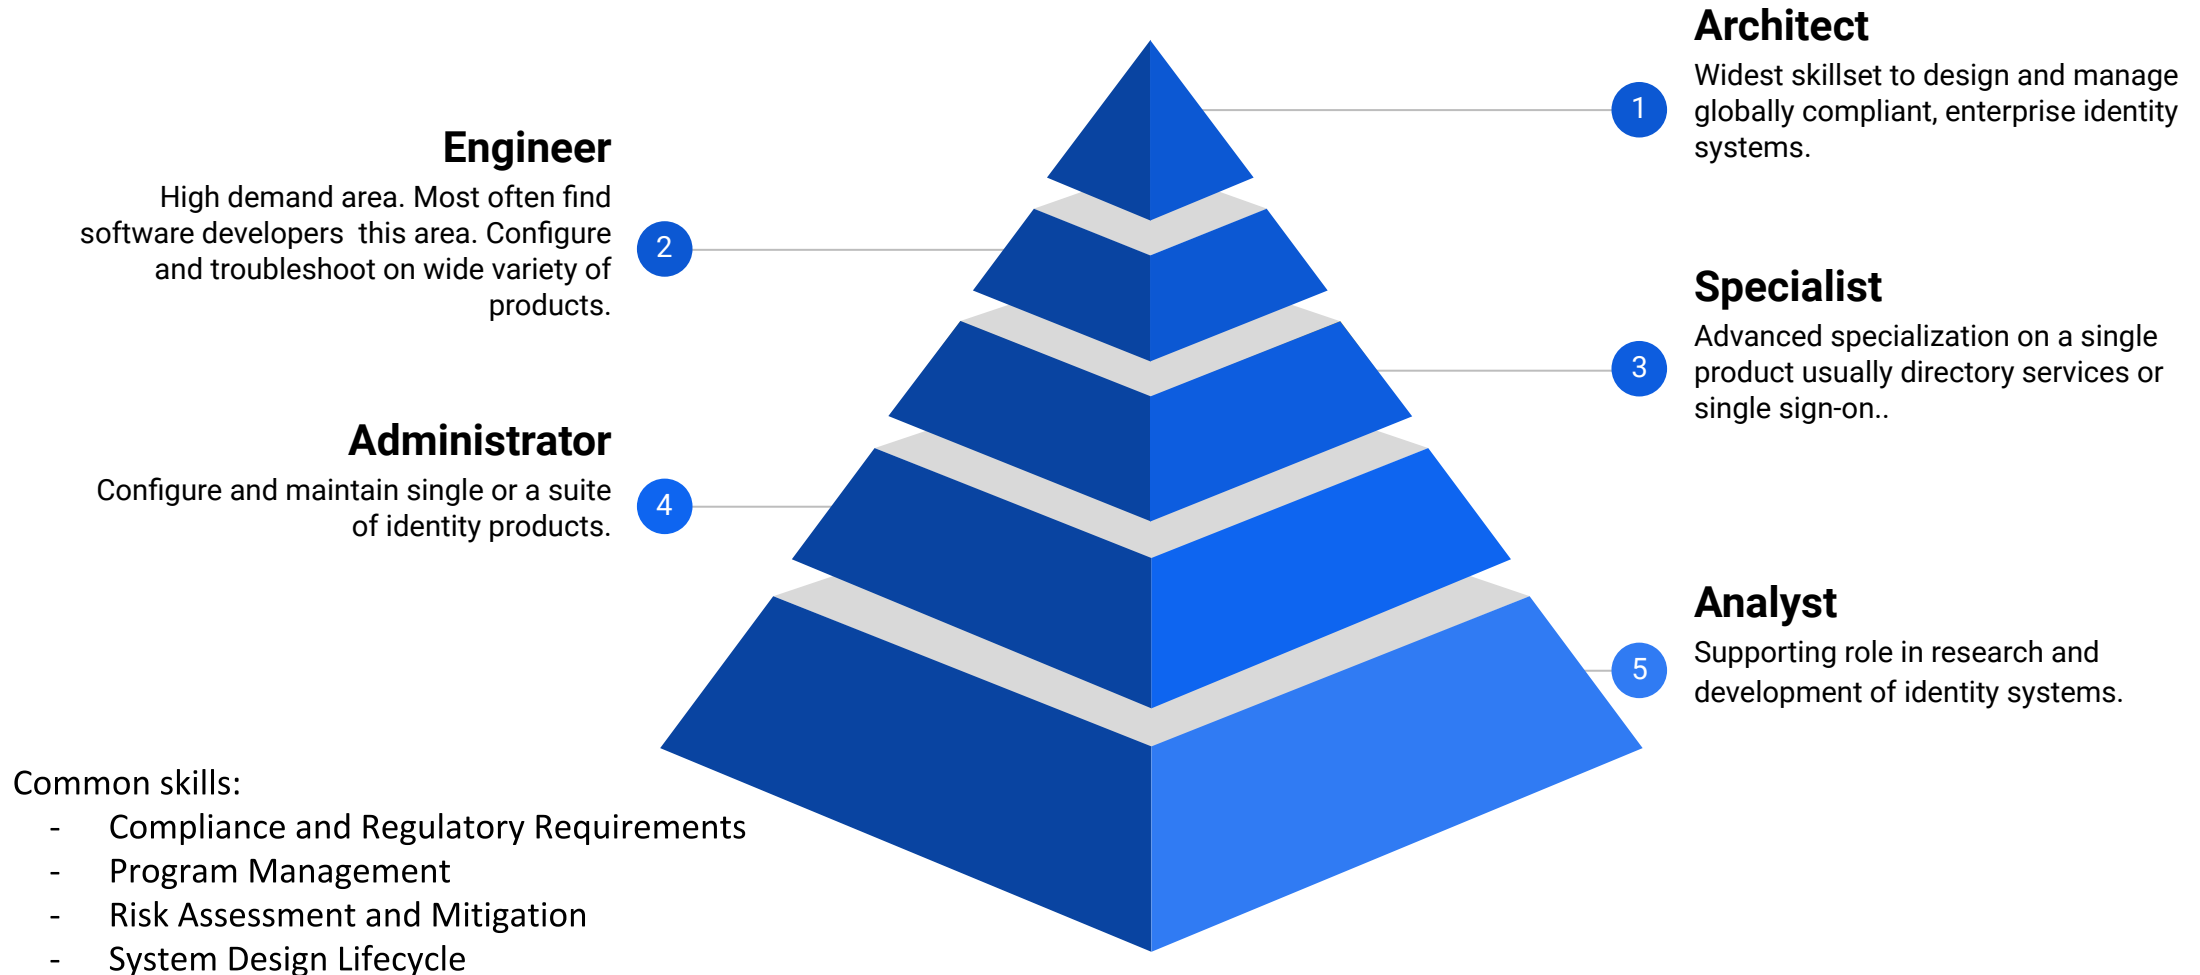 Architect
Widest skillset to design and manage
globally compliant, enterprise identity
systems.
1
Engineer
High demand area. Most often find
software developers  this area. Configure
and troubleshoot on wide variety of
products.
2
Specialist
Advanced specialization on a single
product usually directory services or
single sign-on..
3
Administrator
Configure and maintain single or a suite
of identity products.
4
Analyst
Supporting role in research and
development of identity systems.
5
Common skills:
- Compliance and Regulatory Requirements
- Program Management
- Risk Assessment and Mitigation
- System Design Lifecycle